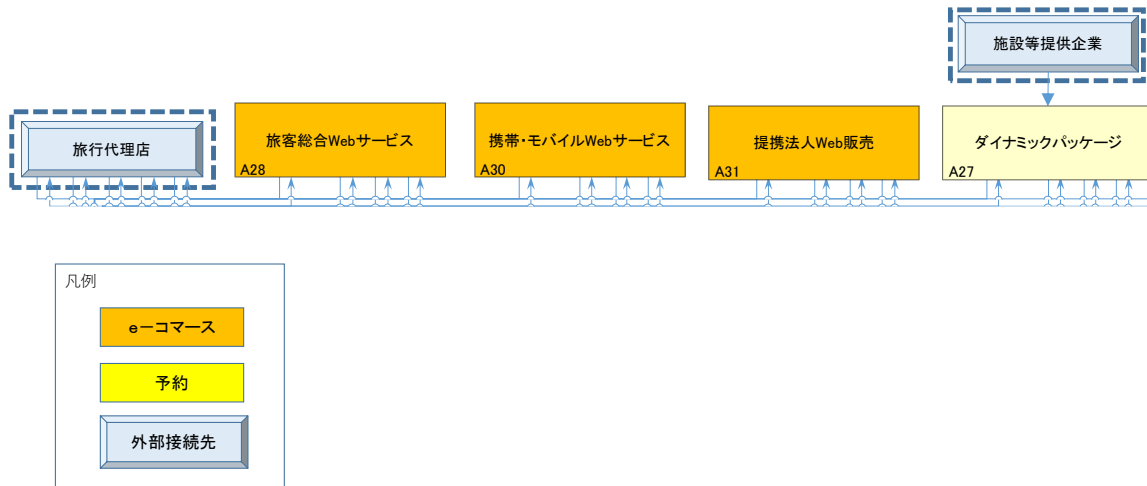 施設等提供企業
旅行代理店
旅客総合Webサービス
A28
携帯・モバイルWebサービス
A30
提携法人Web販売
A31
ダイナミックパッケージ
A27
凡例
e－コマース
予約
外部接続先